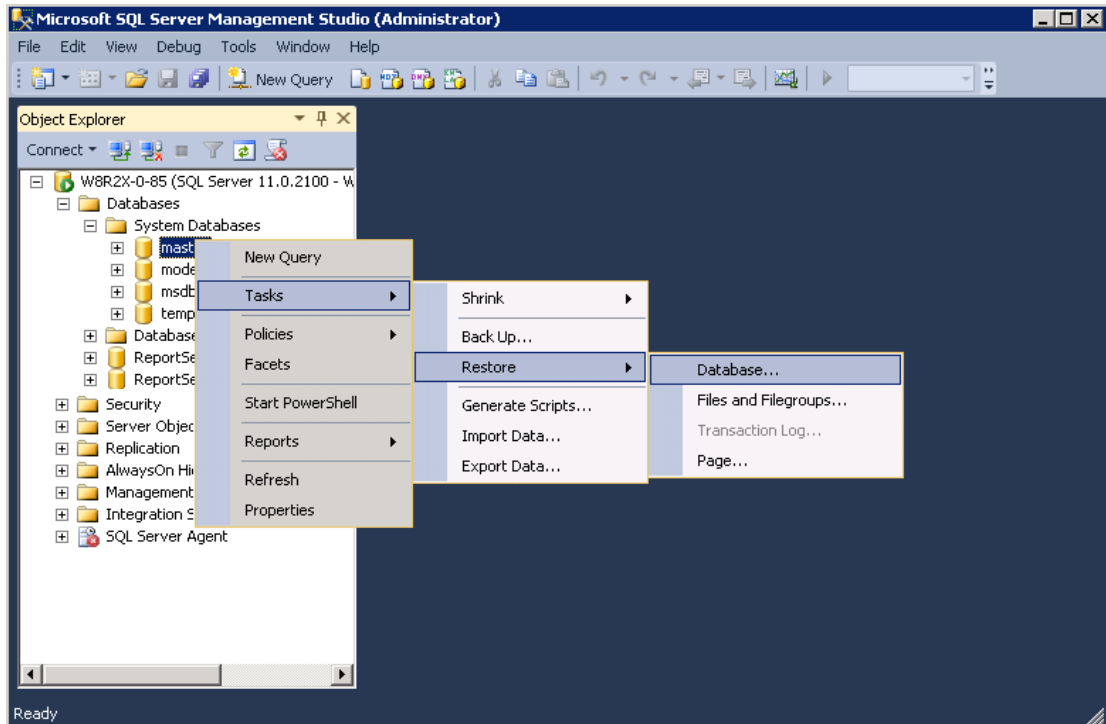 Microsoft SQL Server Management Studio (Administrator)
File Edit View Debug Tools Window Help
New Query
Object Explorer
Connect
W8R2X-0-85 (SQL Server 11.0.2100 - W
Databases
System Databases
mast
mode
msdb
temp
Database
ReportSe
ReportSe
Security
Server Objec
Replication
AlwaysOn Hi
Management
Integration S
SQL Server Agent
New Query
Tasks
Policies
Facets
Start PowerShell
Reports
Refresh
Properties
Shrink
Back Up...
Restore
Generate Scripts...
Import Data...
Export Data...
Database...
Files and Filegroups...
Transaction Log...
Page...
Ready